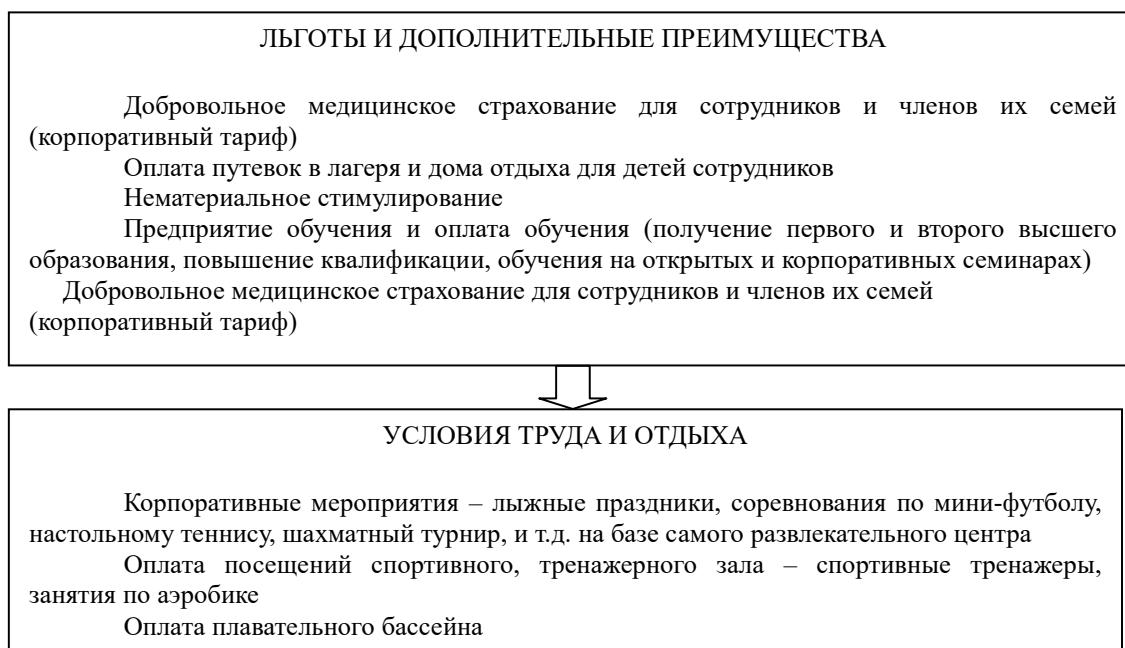 ЛЬГОТЫ И ДОПОЛНИТЕЛЬНЫЕ ПРЕИМУЩЕСТВА
Добровольное медицинское страхование для сотрудников и членов их семей
(корпоративный тариф)
Оплата путевок в лагеря и дома отдыха для детей сотрудников
Нематериальное стимулирование
Предприятие обучения и оплата обучения (получение первого и второго высшего
образования, повышение квалификации, обучения на открытых и корпоративных семинарах)
Добровольное медицинское страхование для сотрудников и членов их семей
(корпоративный тариф)
УСЛОВИЯ ТРУДА И ОТДЫХА
Корпоративные мероприятия – лыжные праздники, соревнования по мини-футболу,
настольному теннису, шахматный турнир, и т.д. на базе самого развлекательного центра
Оплата посещений спортивного, тренажерного зала – спортивные тренажеры,
занятия по аэробике
Оплата плавательного бассейна